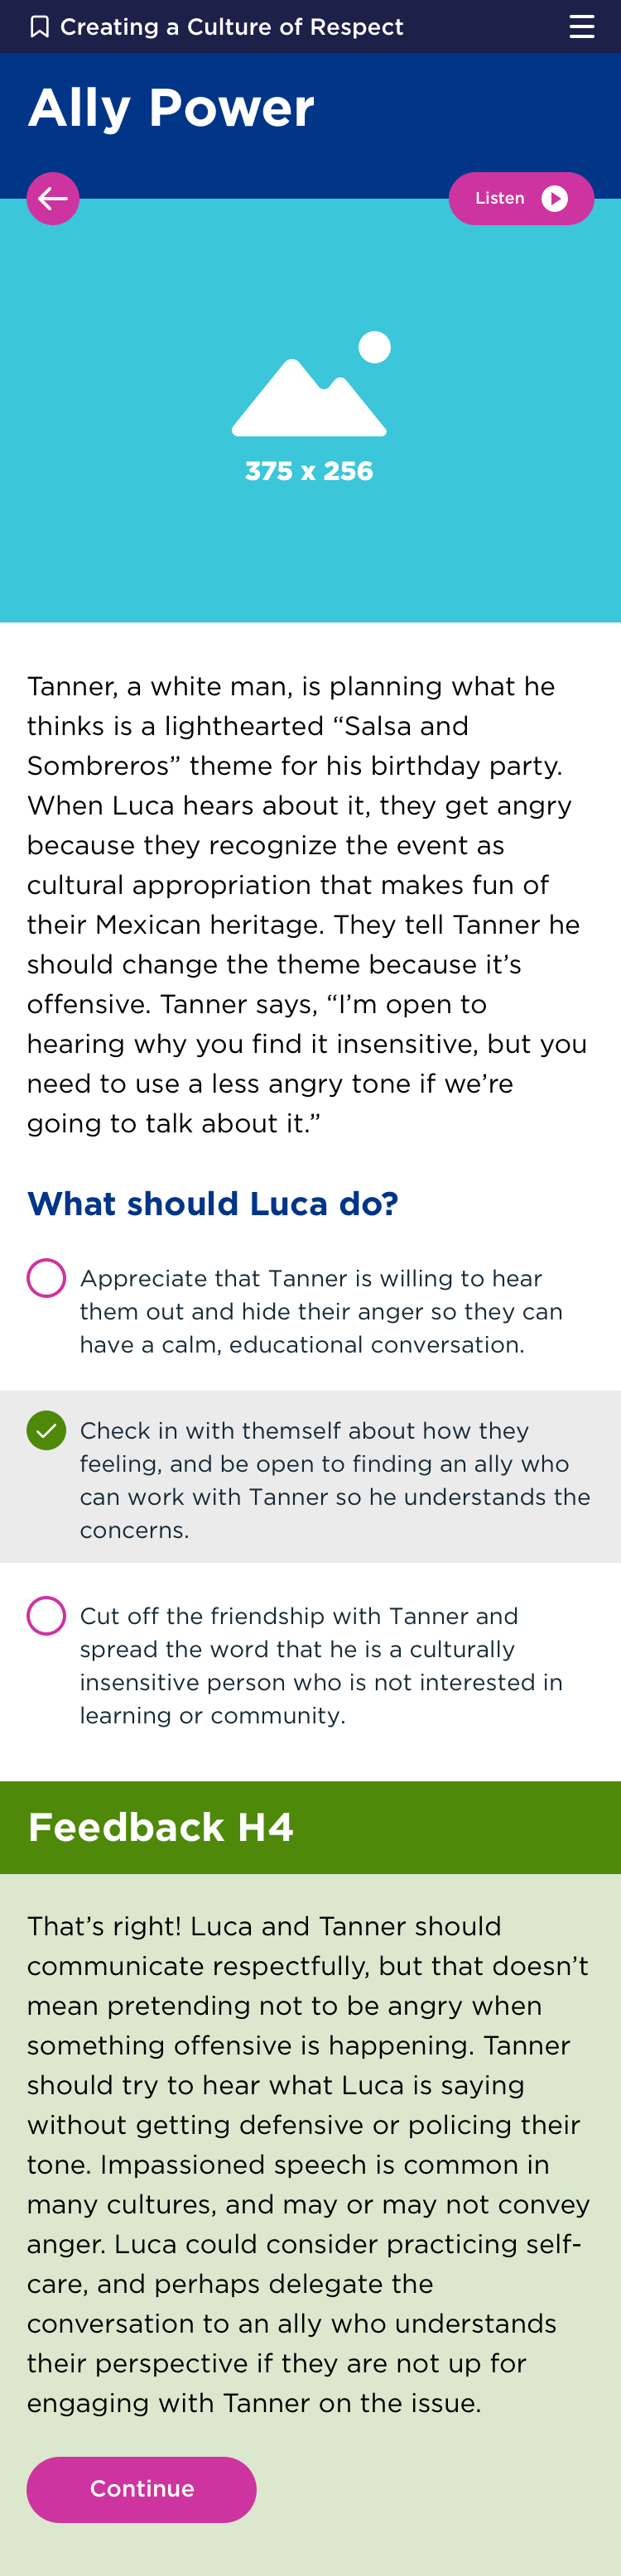 Creating a Culture of Respect
Ally Power
Listen
375 x 256
Tanner, a white man, is planning what he
thinks is a lighthearted “Salsa and
Sombreros” theme for his birthday party.
When Luca hears about it, they get angry
because they recognize the event as
cultural appropriation that makes fun of
their Mexican heritage. They tell Tanner he
should change the theme because it’s
offensive. Tanner says, “I’m open to
hearing why you find it insensitive, but you
need to use a less angry tone if we’re
going to talk about it.”
What should Luca do?
Appreciate that Tanner is willing to hear
them out and hide their anger so they can
have a calm, educational conversation.
Check in with themself about how they
feeling, and be open to finding an ally who
can work with Tanner so he understands the
concerns.
Cut off the friendship with Tanner and
spread the word that he is a culturally
insensitive person who is not interested in
learning or community.
Feedback H4
That’s right! Luca and Tanner should
communicate respectfully, but that doesn’t
mean pretending not to be angry when
something offensive is happening. Tanner
should try to hear what Luca is saying
without getting defensive or policing their
tone. Impassioned speech is common in
many cultures, and may or may not convey
anger. Luca could consider practicing self-
care, and perhaps delegate the
conversation to an ally who understands
their perspective if they are not up for
engaging with Tanner on the issue.
Continue